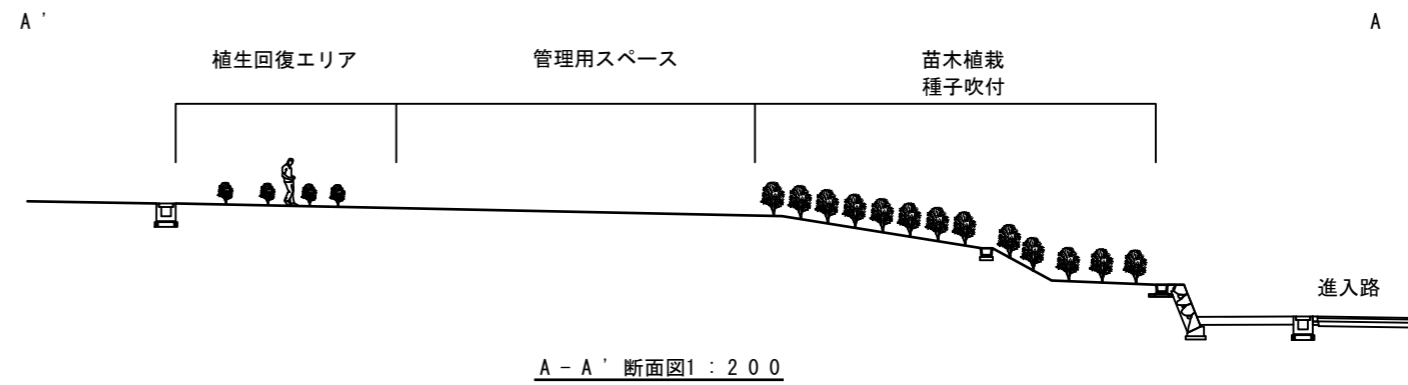 A ' A
植生回復エリア 管理用スペース 苗木植栽
種子吹付
進入路
A - A ' 断面図1 : 2 0 0